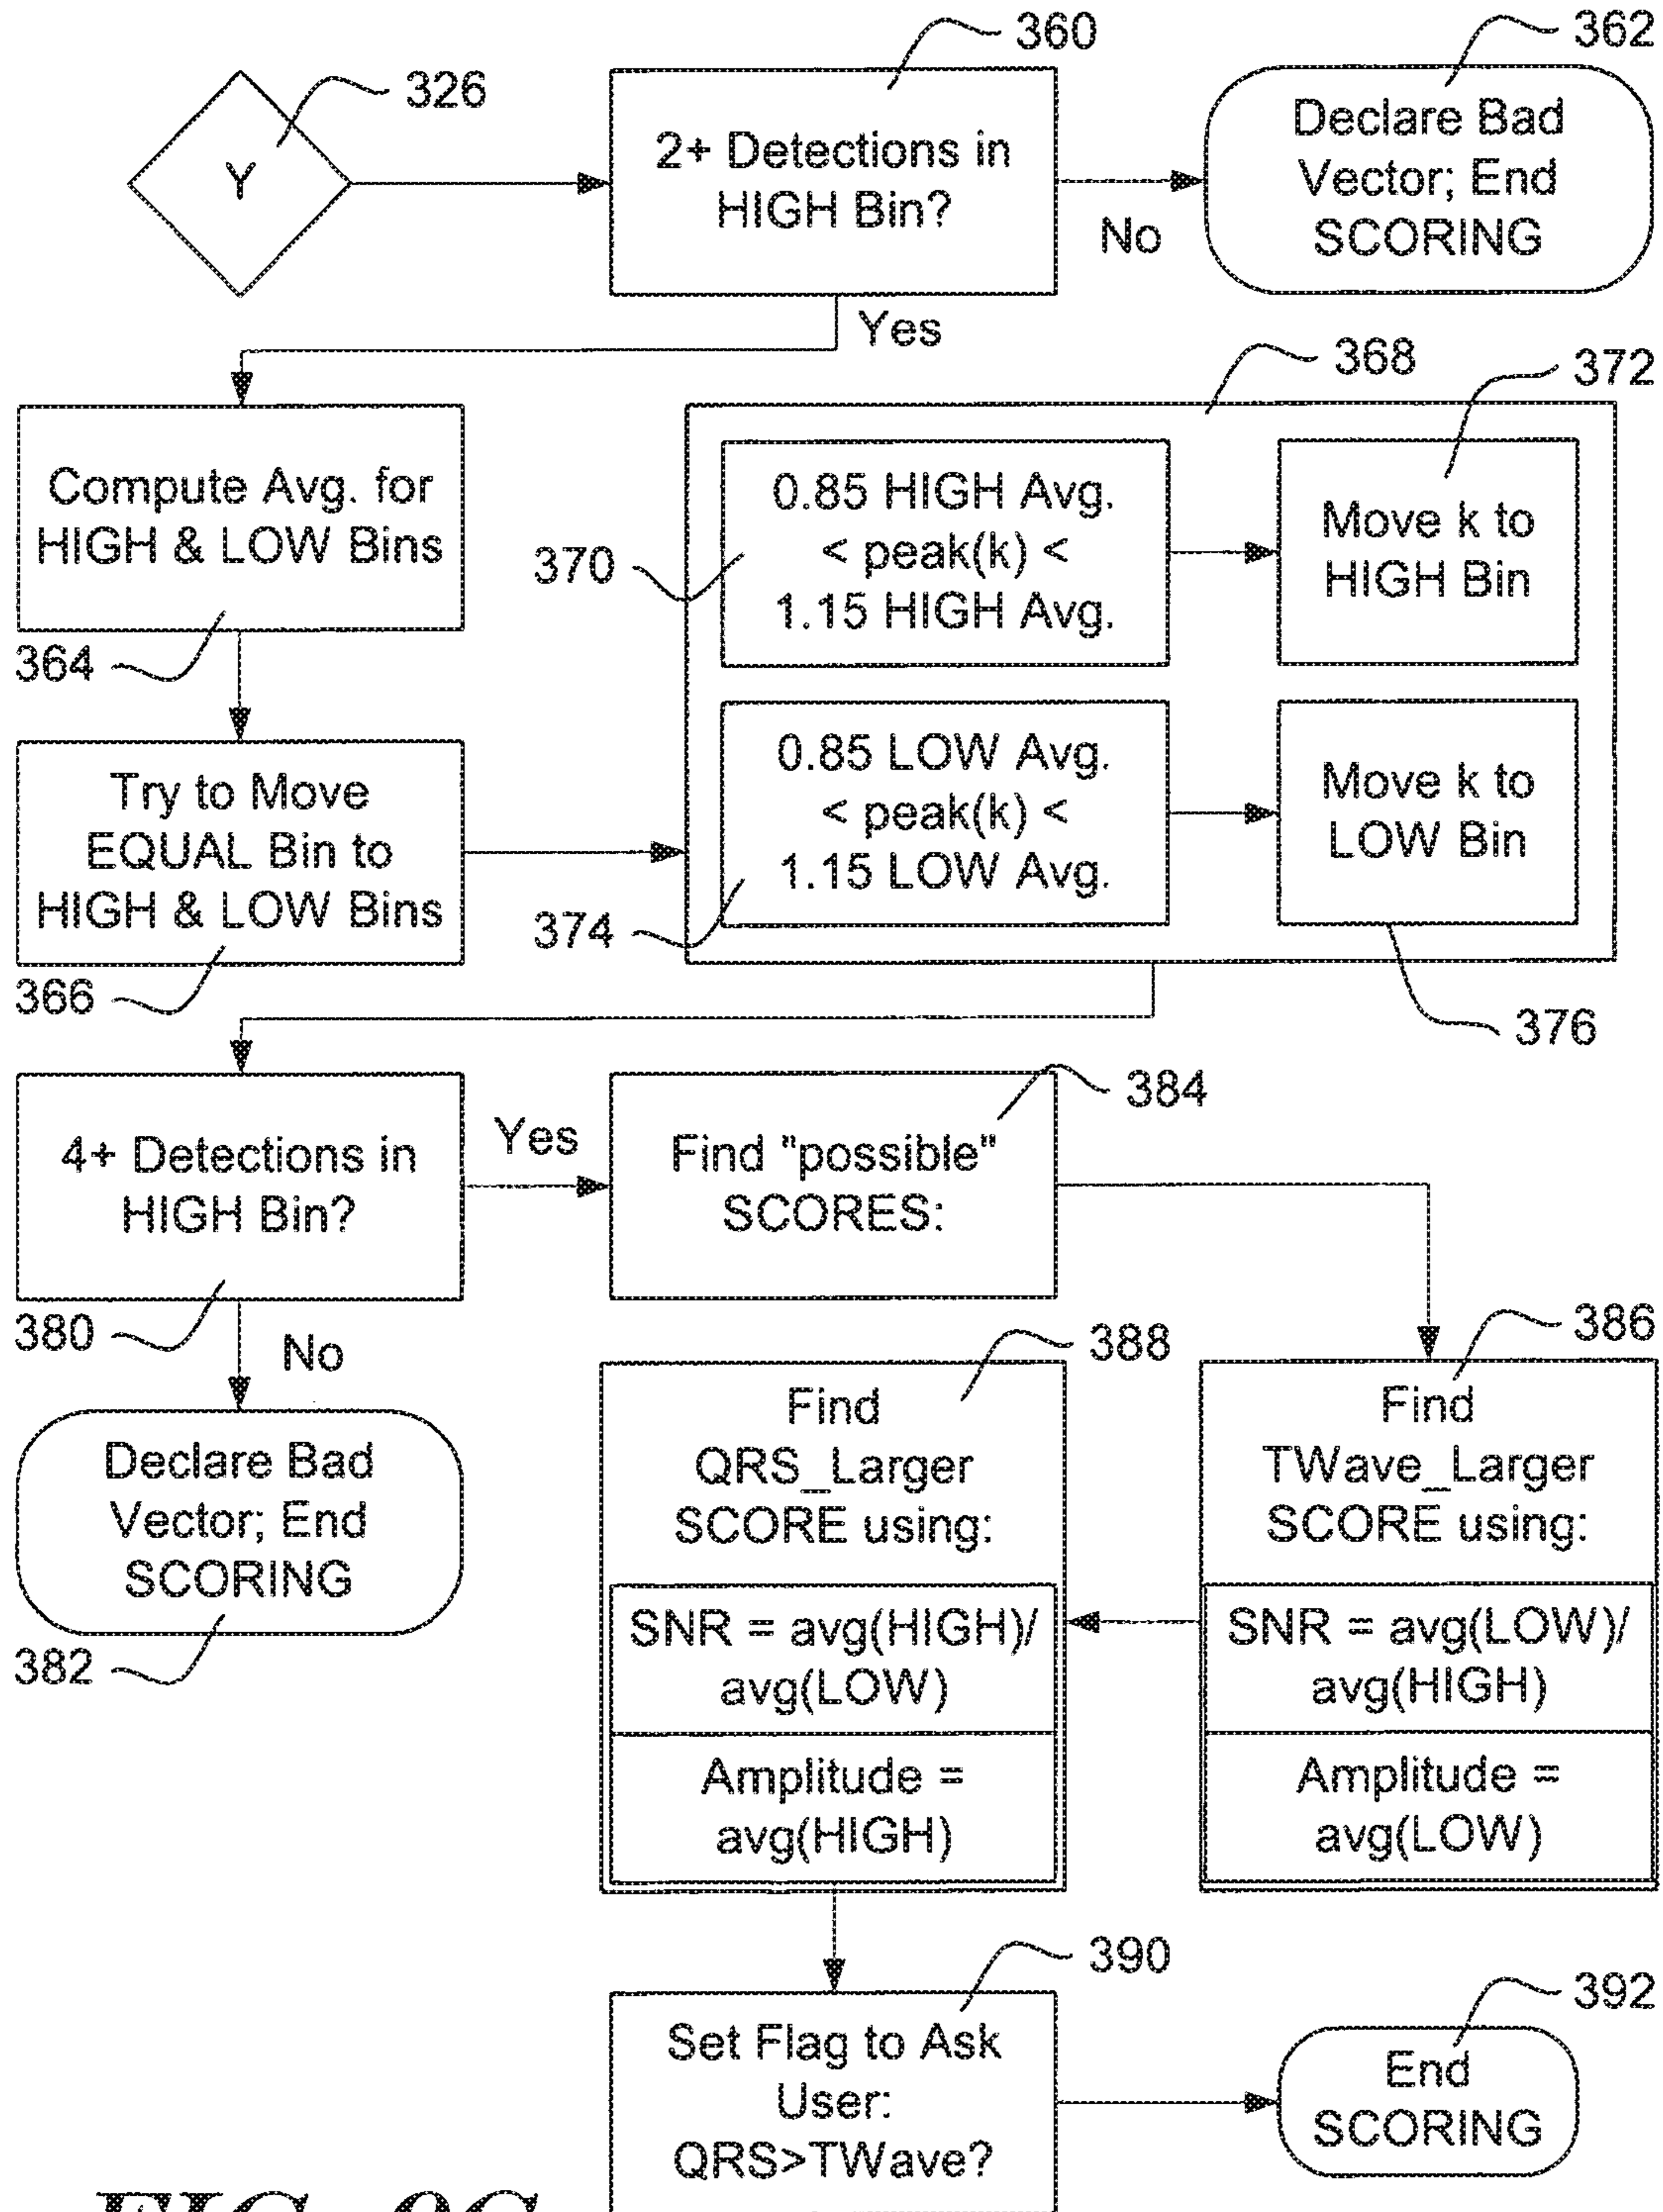 326
Y
360
2+ Detections in
HIGH Bin?
No
362
Declare Bad
Vector; End
SCORING
Yes
Compute Avg. for
HIGH & LOW Bins
364
Try to Move
EQUAL Bin to
HIGH & LOW Bins
366
368
370
0.85 HIGH Avg.
< peak(k) <
1.15 HIGH Avg.
372
Move k to
HIGH Bin
374
0.85 LOW Avg.
< peak(k) <
1.15 LOW Avg.
Move k to
LOW Bin
376
4+ Detections in
HIGH Bin?
380
Yes
384
Find "possible"
SCORES:
No
Declare Bad
Vector; End
SCORING
382
386
Find
TWave_Larger
SCORE using:
SNR = avg(LOW)/
avg(HIGH)
Amplitude =
avg(LOW)
388
Find
QRS_Larger
SCORE using:
SNR = avg(HIGH)/
avg(LOW)
Amplitude =
avg(HIGH)
390
Set Flag to Ask
User:
QRS>TWave?
392
End
SCORING